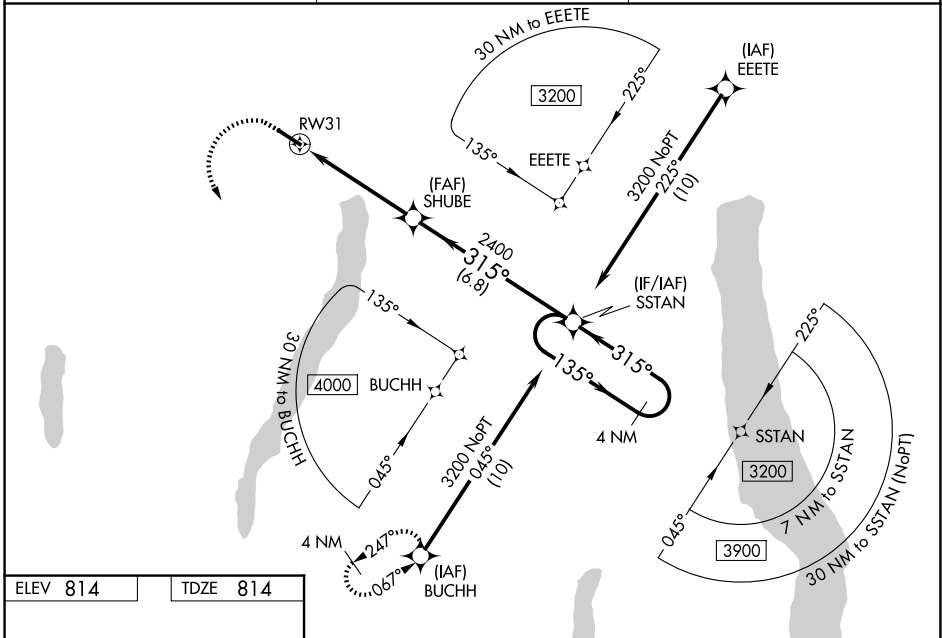 30 NM to EEETE
3200
225°
135°
EEETE
(IAF)
EEETE
3200 NoPT
225°
(10)
RW31
(FAF)
SHUBE
2400
315°
(6.8)
(IF/IAF)
SSTAN
315°
135°
4 NM
30 NM to BUCHH
135°
4000
BUCHH
045°
3200 NoPT
045°
(10)
4 NM
247°
067°
(IAF)
BUCHH
225°
SSTAN
3200
7 NM to SSTAN
045°
3900
30 NM to SSTAN (NoPT)
ELEV 814
TDZE 814